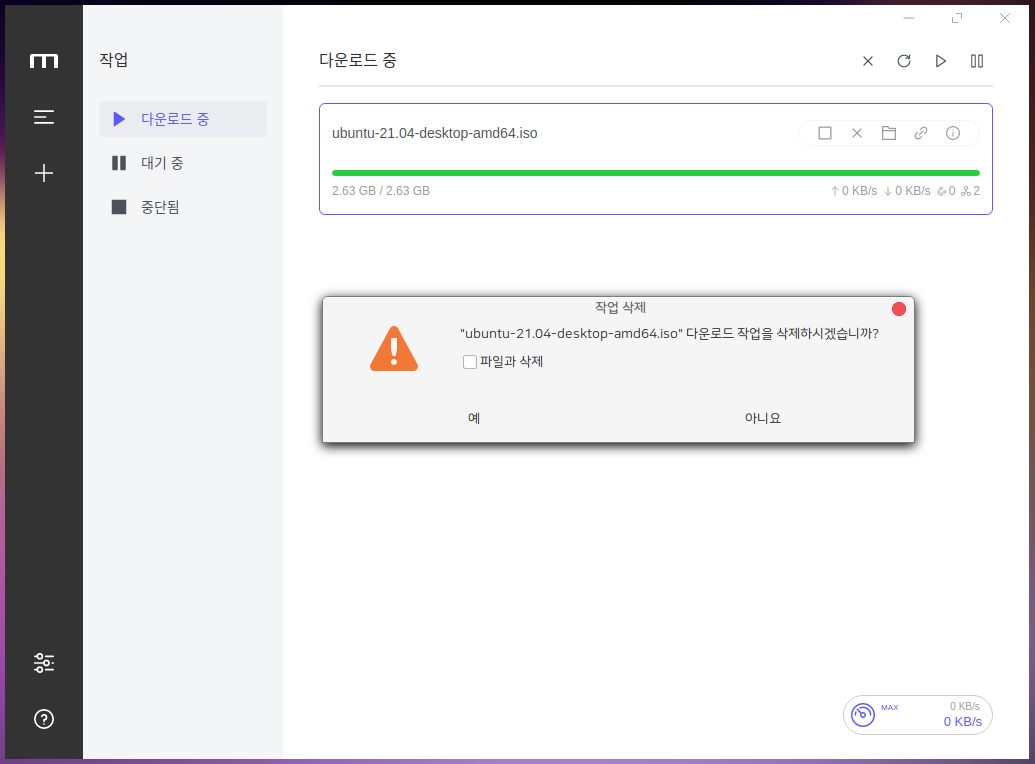 m
작업
다운로드 중
대기 중
중단됨
다운로드 중
ubuntu-21.04-desktop-amd64.iso
2.63 GB / 2.63 GB
0 KB/s 0 KB/s 0 2
작업 삭제
"ubuntu-21.04-desktop-amd64.iso" 다운로드 작업을 삭제하시겠습니까?
파일과 삭제
예 아니요
MAX 0 KB/s
0 KB/s